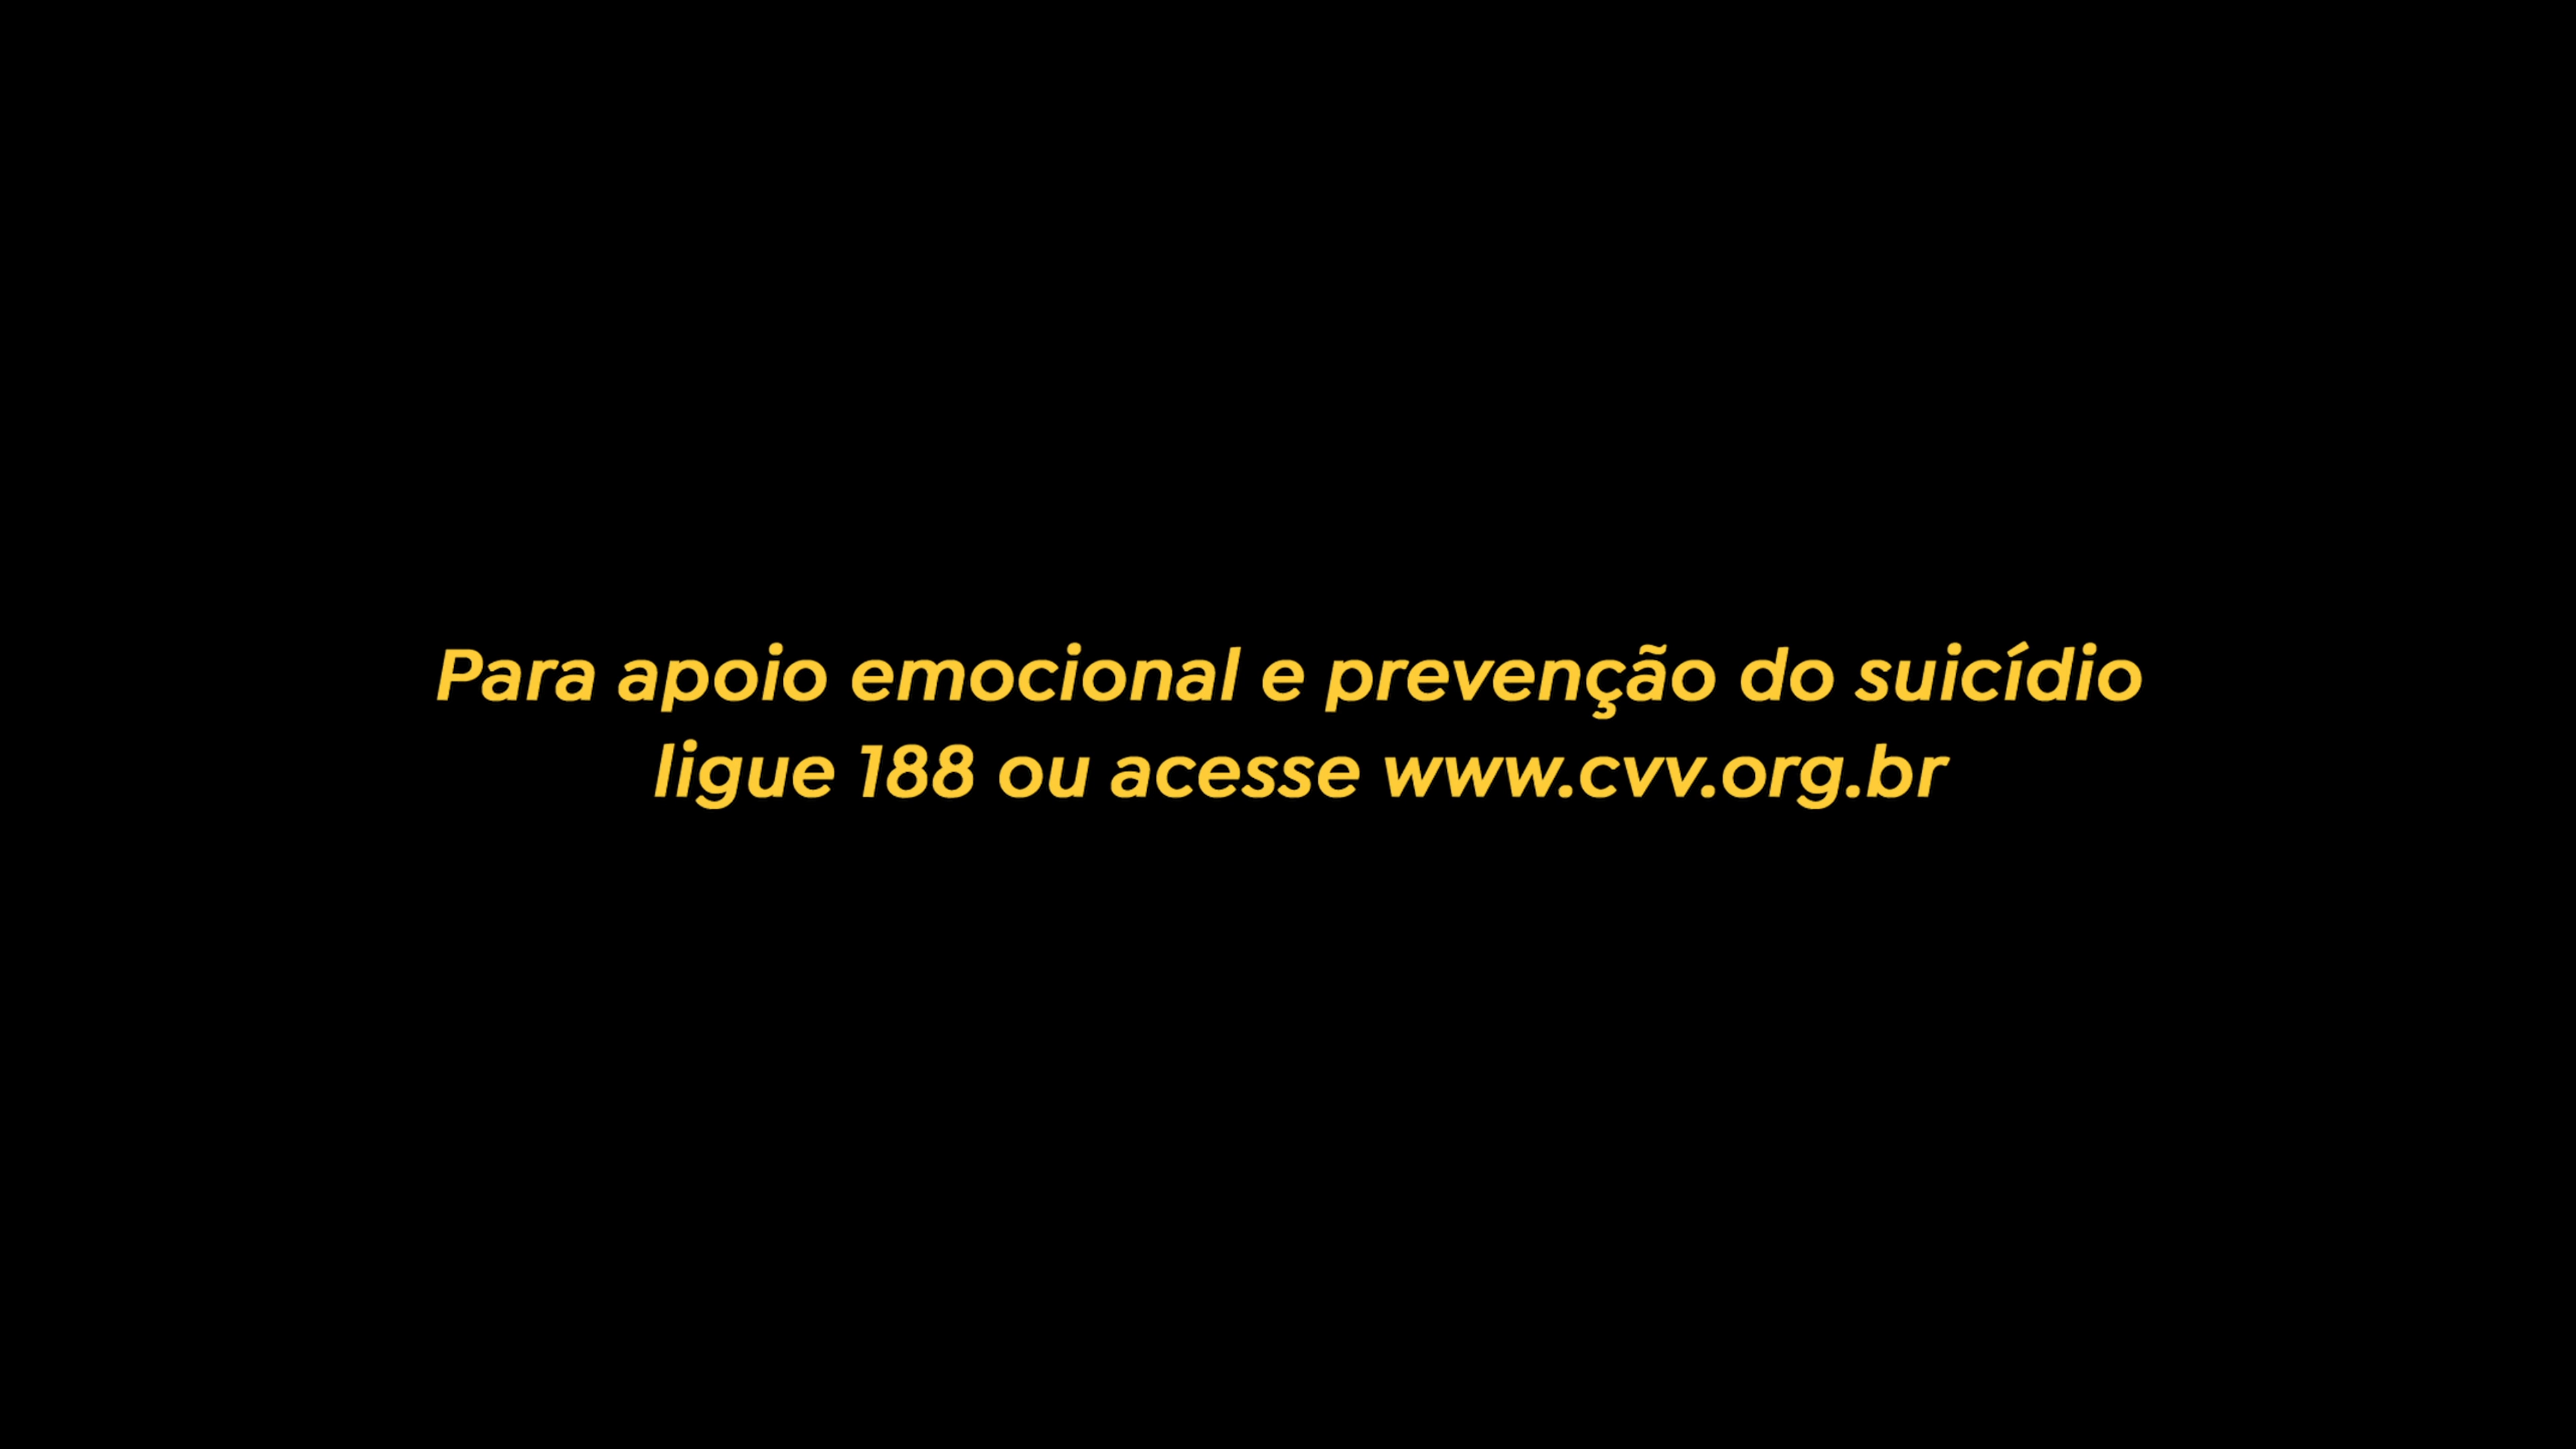 Para apoio emocional e prevenção do suicídio
ligue 188 ou acesse www.cvv.org.br